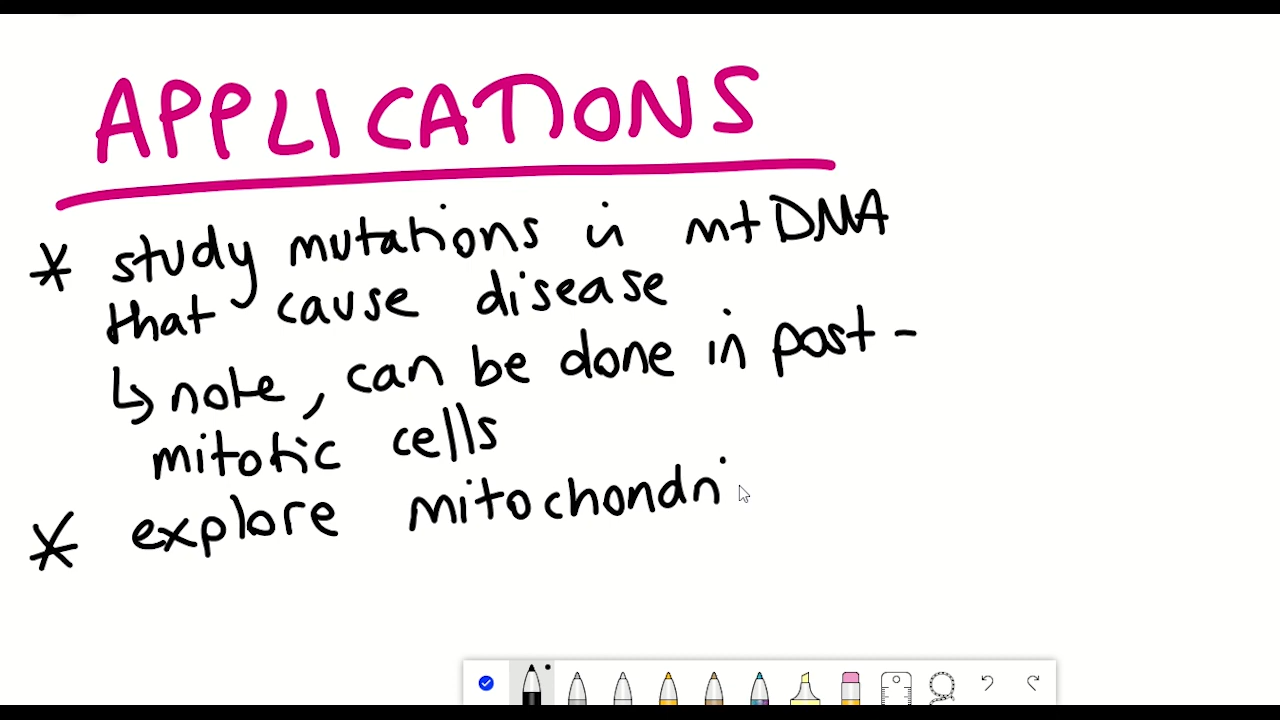 APPLICATIONS
* study mutations in mtDNA
that cause disease
↳ note, can be done in post-
mitotic cells
* explore mitochondri